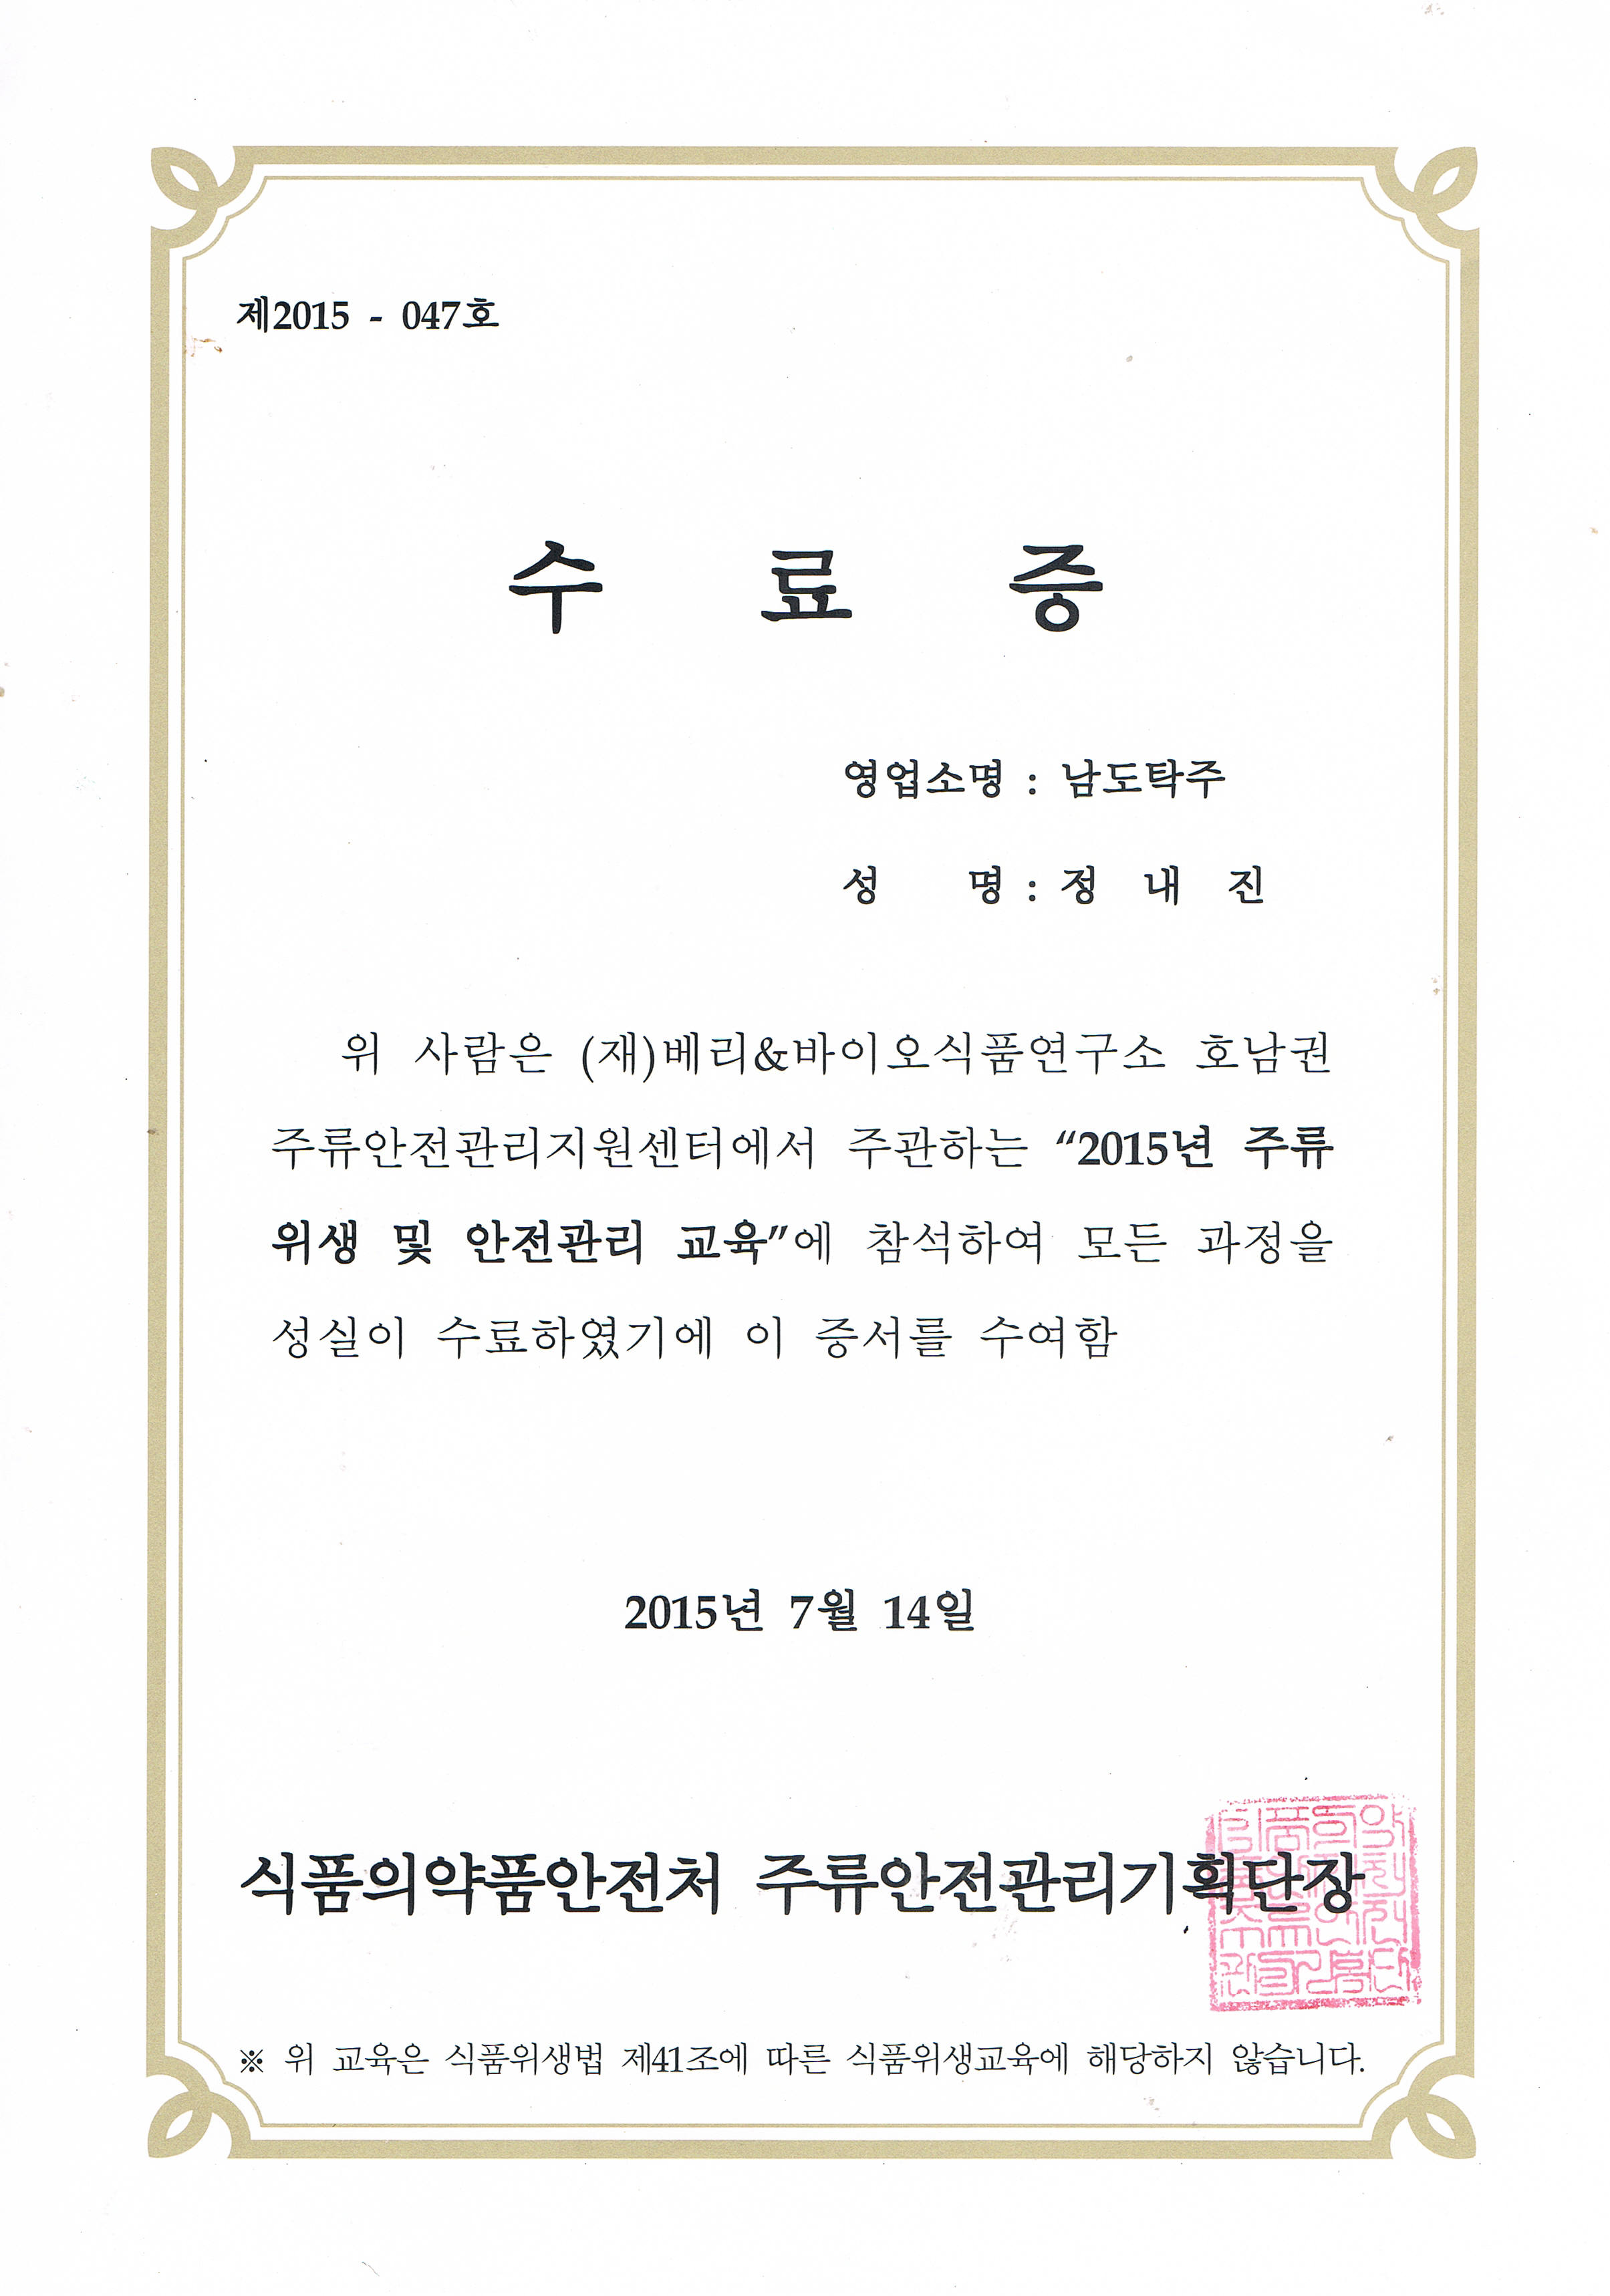 제2015 - 047호
수 료 증
영업소명 : 남도탁주
성 명 : 정 내 진
위 사람은 (재)베리&바이오식품연구소 호남권
주류안전관리지원센터에서 주관하는 “2015년 주류
위생 및 안전관리 교육”에 참석하여 모든 과정을
성실이 수료하였기에 이 증서를 수여함
2015년 7월 14일
식품의약품안전처 주류안전관리기획단장
※ 위 교육은 식품위생법 제41조에 따른 식품위생교육에 해당하지 않습니다.